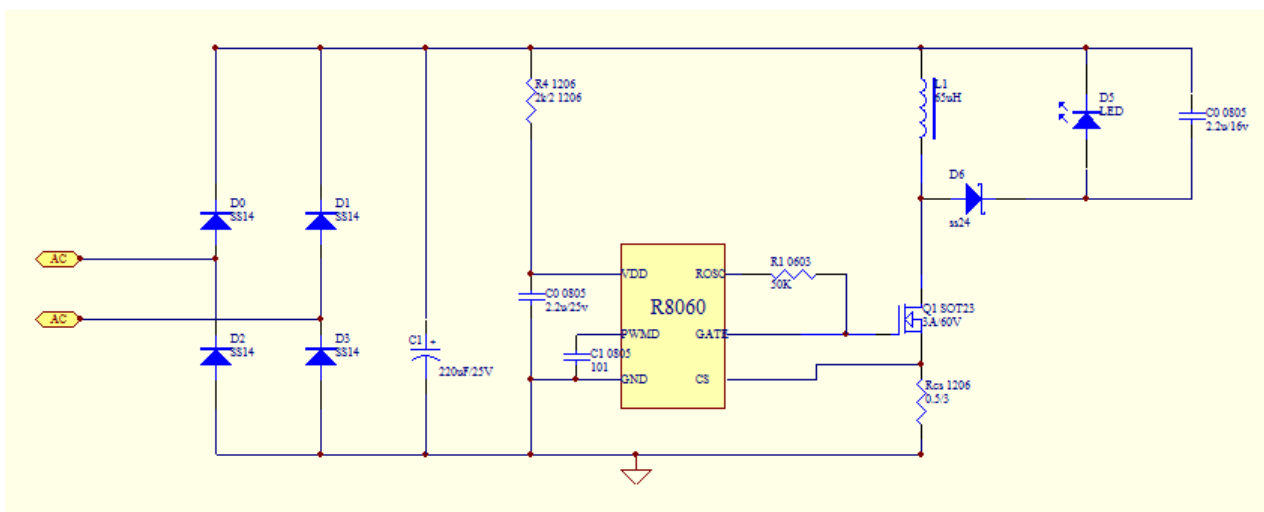 R4 1206
2k/2 1206
L1
65uH
D5
LED
C0 0805
2.2u/16v
D0
SS14
D1
SS14
D6
ss24
AC
AC
VDD
ROSC
R1 0603
50K
C0 0805
2.2u/25v
R8060
Q1 SOT23
3A/60V
PWMD
GATE
D2
SS14
D3
SS14
C1
+
220uF/25V
C1 0805
101
GND
CS
Rcs 1206
0.5/3